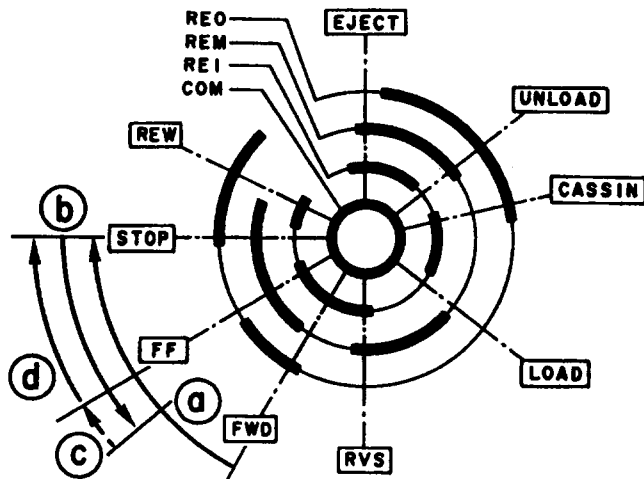 REO
EJECT
REM
REI
COM
UNLOAD
REW
CASSIN
b
STOP
FF
LOAD
d
a
FWD
c
RVS